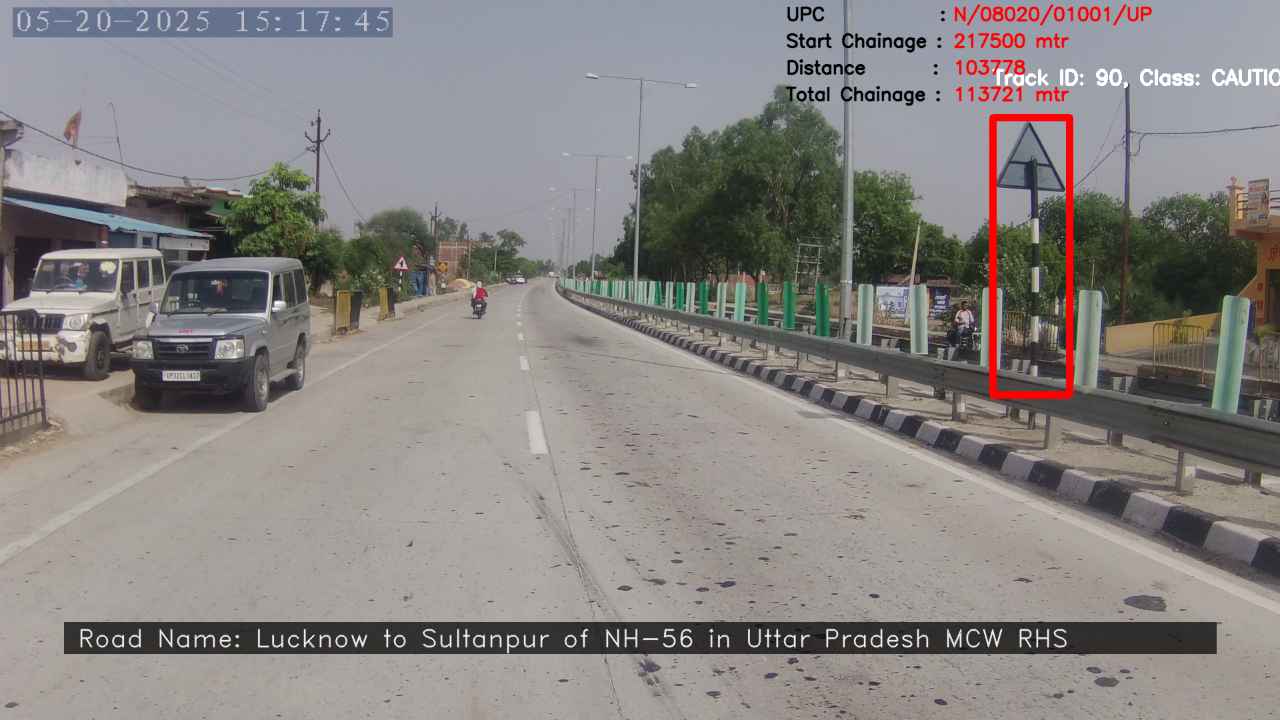 05-20-2025 15:17:45
UPC : N/08020/01001/UP
Start Chainage : 217500 mtr
Distance : 103778
Track ID: 90, Class: CAUTIO
Total Chainage : 113721 mtr
Road Name: Lucknow to Sultanpur of NH-56 in Uttar Pradesh MCW RHS